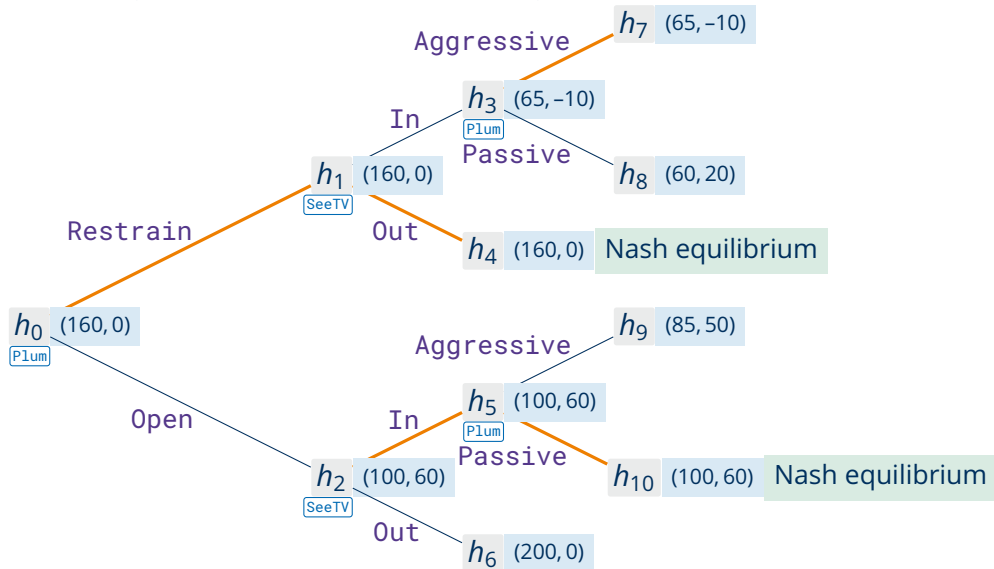 Aggressive
h7 (65, –10)
h3 (65, –10)
Plum
In
Passive
h8 (60, 20)
h1 (160, 0)
SeeTV
Restrain
Out
h4 (160, 0) Nash equilibrium
h0 (160, 0)
Plum
Aggressive
h9 (85, 50)
Open
In
h5 (100, 60)
Plum
Passive
h10 (100, 60) Nash equilibrium
h2 (100, 60)
SeeTV
Out
h6 (200, 0)